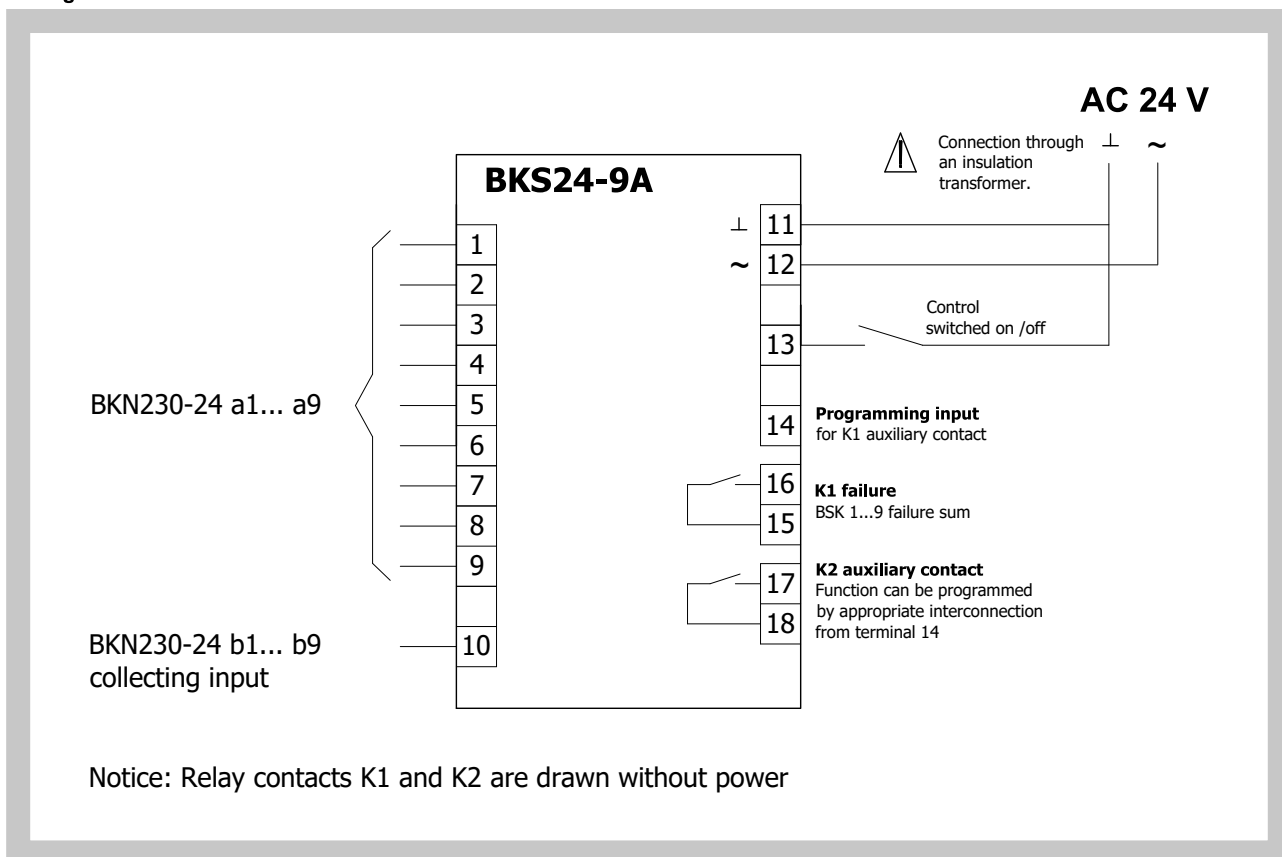 AC 24 V
Connection through
an insulation
transformer.
⊥ ~
BKS24-9A
⊥ 11
~ 12
13
14
16
15
17
18
1
2
3
4
5
6
7
8
9
10
Control
switched on /off
BKN230-24 a1... a9
Programming input
for K1 auxiliary contact
K1 failure
BSK 1...9 failure sum
K2 auxiliary contact
Function can be programmed
by appropriate interconnection
from terminal 14
BKN230-24 b1... b9
collecting input
Notice: Relay contacts K1 and K2 are drawn without power